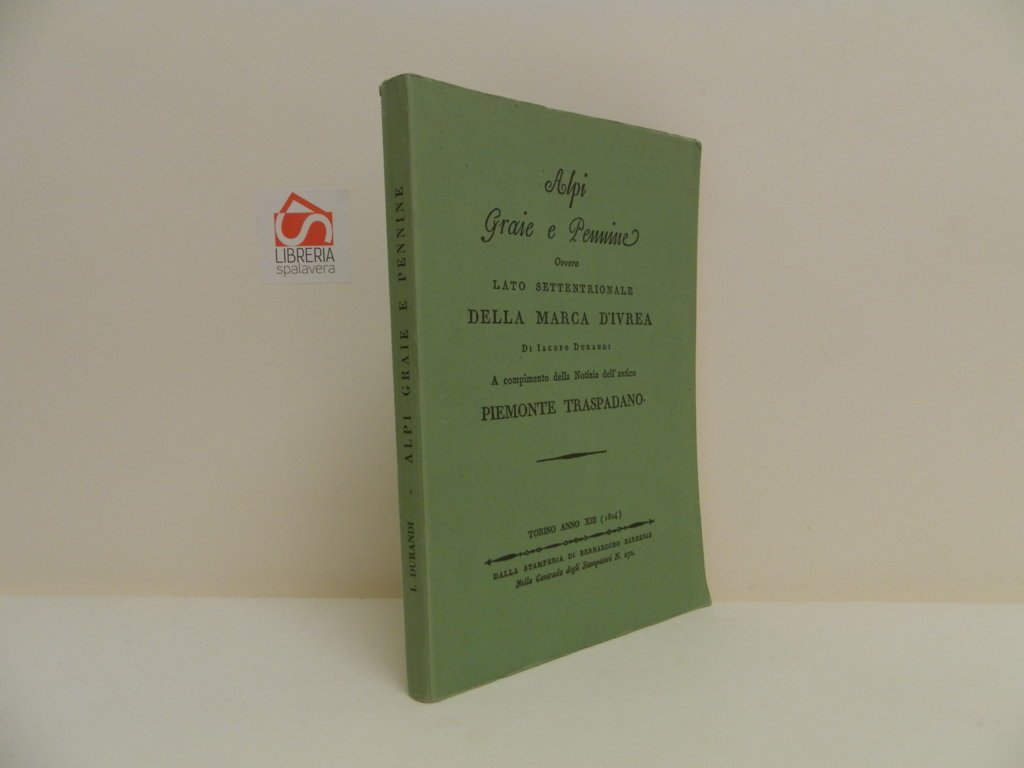 LIBRERIA
spalavera
I. DURANDI - ALPI GRAIE E PENNINE
Alpi
Graie e Pennine
Ovvero
LATO SETTENTRIONALE
DELLA MARCA D'IVREA
DI IACOPO DURANDI
A compimento della Notizia dell' antico
PIEMONTE TRASPADANO.
TORINO ANNO XIII (1804)
DALLA STAMPERIA DI BERNARDINO BARBERIS
Nella Contrada degli Stampatori N. 272.